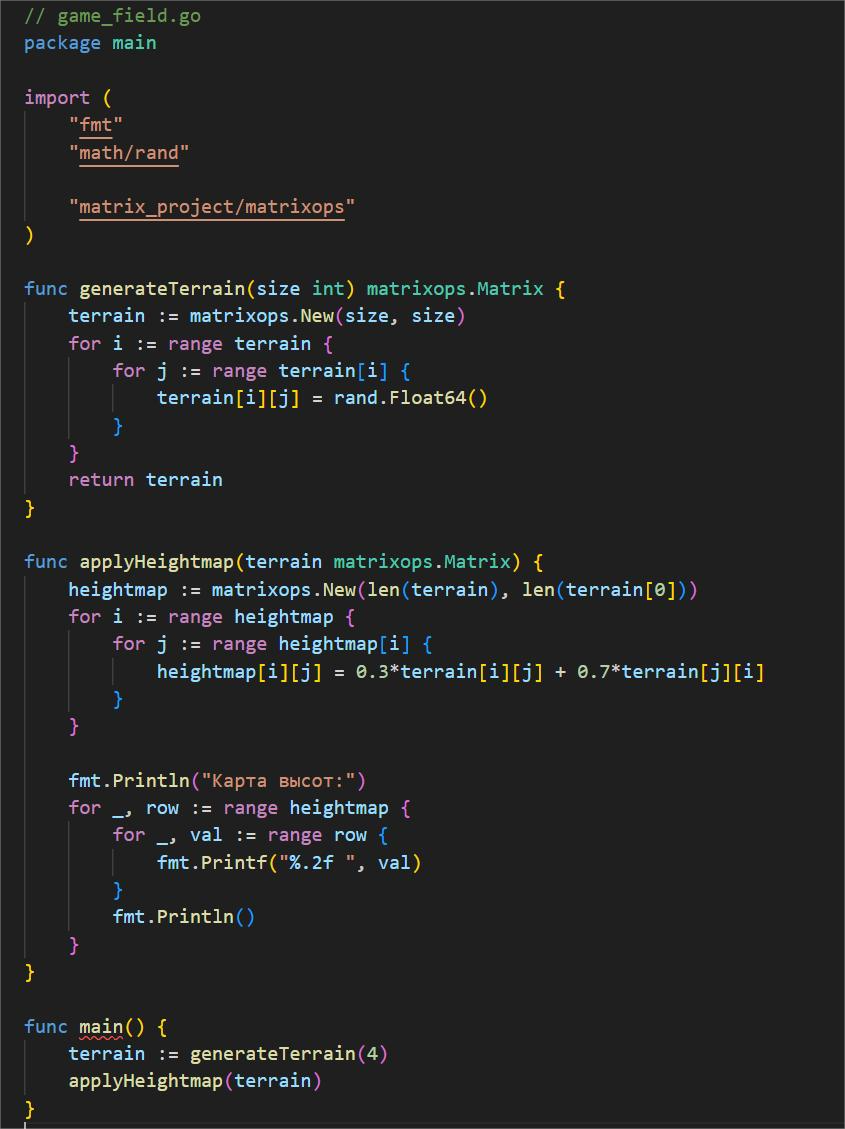 // game_field.go
package main
import (
"fmt"
"math/rand"
"matrix_project/matrixops"
)
func generateTerrain(size int) matrixops.Matrix {
terrain := matrixops.New(size, size)
for i := range terrain {
for j := range terrain[i] {
terrain[i][j] = rand.Float64()
}
}
return terrain
}
func applyHeightmap(terrain matrixops.Matrix) {
heightmap := matrixops.New(len(terrain), len(terrain[0]))
for i := range heightmap {
for j := range heightmap[i] {
heightmap[i][j] = 0.3*terrain[i][j] + 0.7*terrain[j][i]
}
}
fmt.Println("Карта высот:")
for _, row := range heightmap {
for _, val := range row {
fmt.Printf("%.2f ", val)
}
fmt.Println()
}
}
func main() {
terrain := generateTerrain(4)
applyHeightmap(terrain)
}